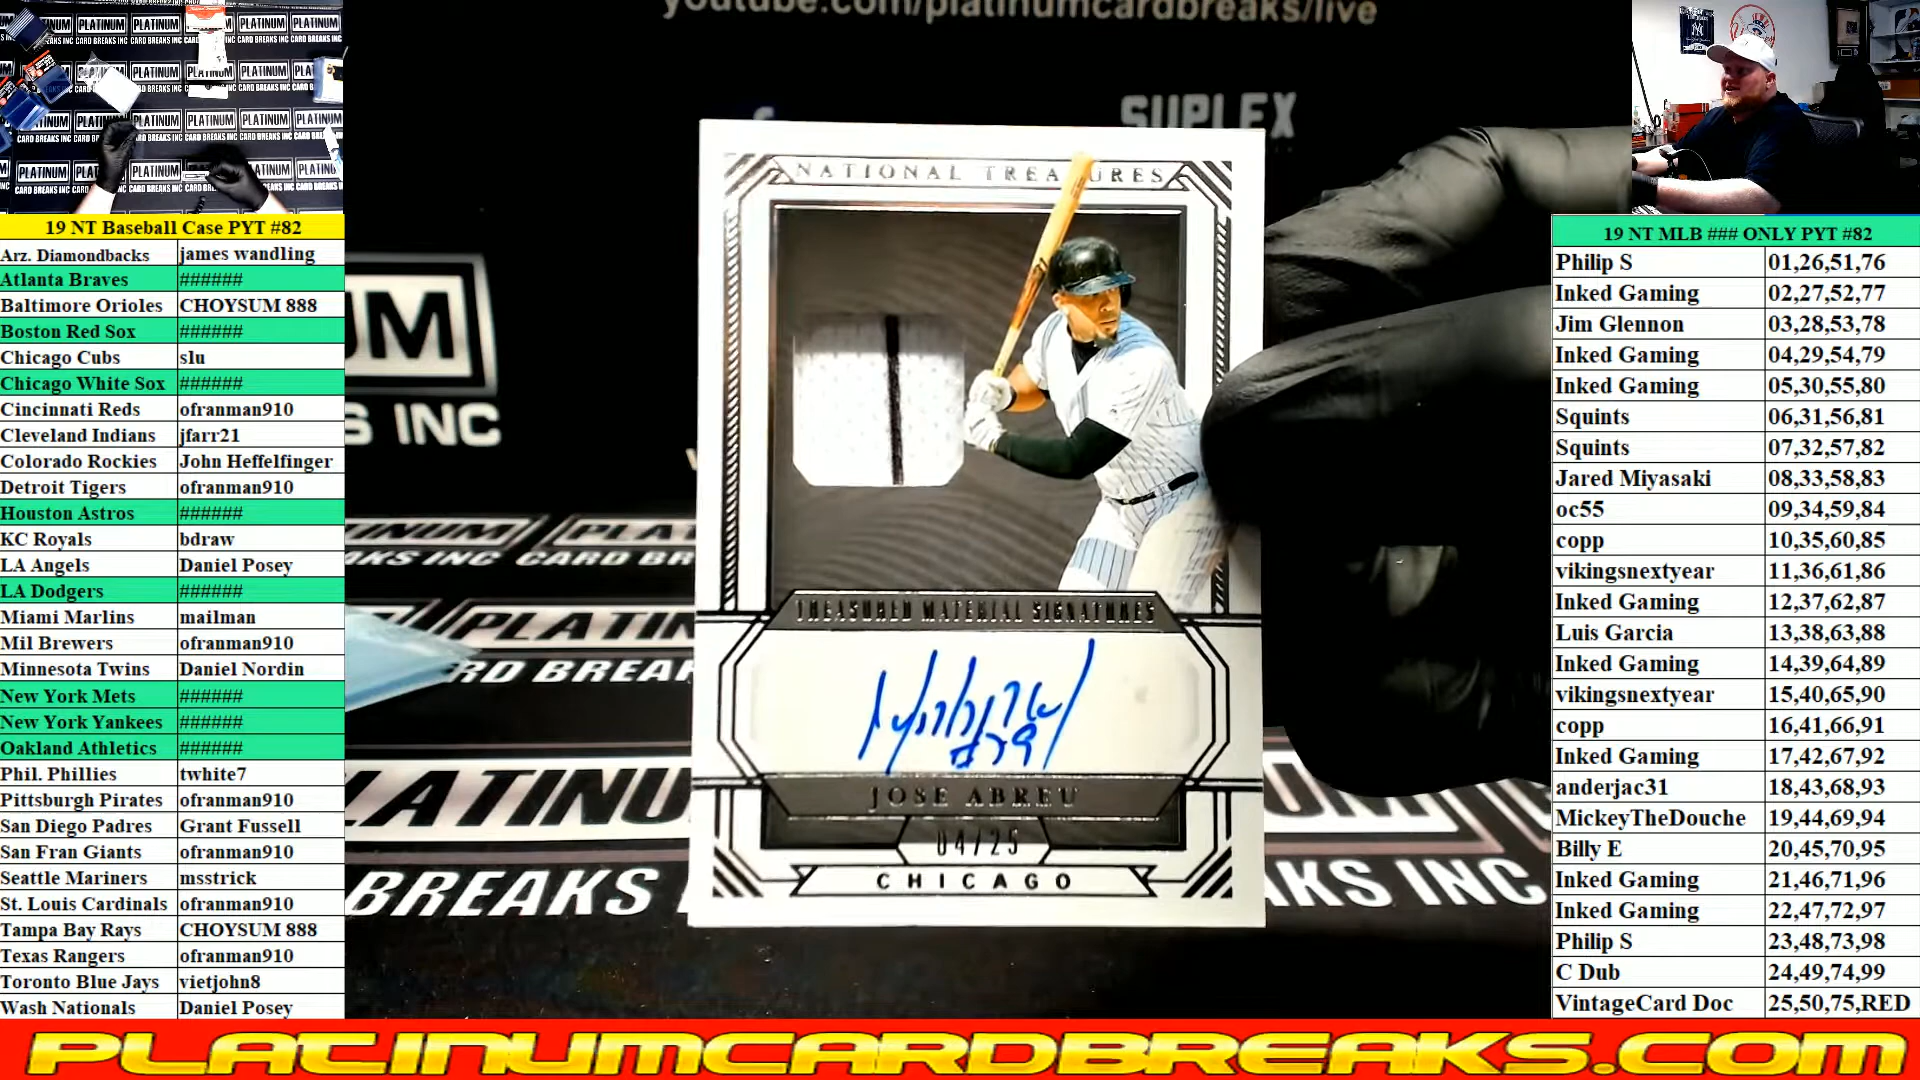 youtube.com/platinumcardbreaks/live
SUPLEX
NATIONAL TREASURES
TREASURED MATERIAL SIGNATURES
#79
JOSE ABREU
04/25
CHICAGO
19 NT Baseball Case PYT #82
Arz. Diamondbacks james wandling
Atlanta Braves ######
Baltimore Orioles CHOYSUM 888
Boston Red Sox ######
Chicago Cubs slu
Chicago White Sox ######
Cincinnati Reds ofranman910
Cleveland Indians jfarr21
Colorado Rockies John Heffelfinger
Detroit Tigers ofranman910
Houston Astros ######
KC Royals bdraw
LA Angels Daniel Posey
LA Dodgers ######
Miami Marlins mailman
Mil Brewers ofranman910
Minnesota Twins Daniel Nordin
New York Mets ######
New York Yankees ######
Oakland Athletics ######
Phil. Phillies twhite7
Pittsburgh Pirates ofranman910
San Diego Padres Grant Fussell
San Fran Giants ofranman910
Seattle Mariners msstrick
St. Louis Cardinals ofranman910
Tampa Bay Rays CHOYSUM 888
Texas Rangers ofranman910
Toronto Blue Jays vietjohn8
Wash Nationals Daniel Posey
19 NT MLB ### ONLY PYT #82
Philip S 01,26,51,76
Inked Gaming 02,27,52,77
Jim Glennon 03,28,53,78
Inked Gaming 04,29,54,79
Inked Gaming 05,30,55,80
Squints 06,31,56,81
Squints 07,32,57,82
Jared Miyasaki 08,33,58,83
oc55 09,34,59,84
copp 10,35,60,85
vikingsnextyear 11,36,61,86
Inked Gaming 12,37,62,87
Luis Garcia 13,38,63,88
Inked Gaming 14,39,64,89
vikingsnextyear 15,40,65,90
copp 16,41,66,91
Inked Gaming 17,42,67,92
anderjac31 18,43,68,93
MickeyTheDouche 19,44,69,94
Billy E 20,45,70,95
Inked Gaming 21,46,71,96
Inked Gaming 22,47,72,97
Philip S 23,48,73,98
C Dub 24,49,74,99
VintageCard Doc 25,50,75,RED
PLATINUMCARDBREAKS.COM